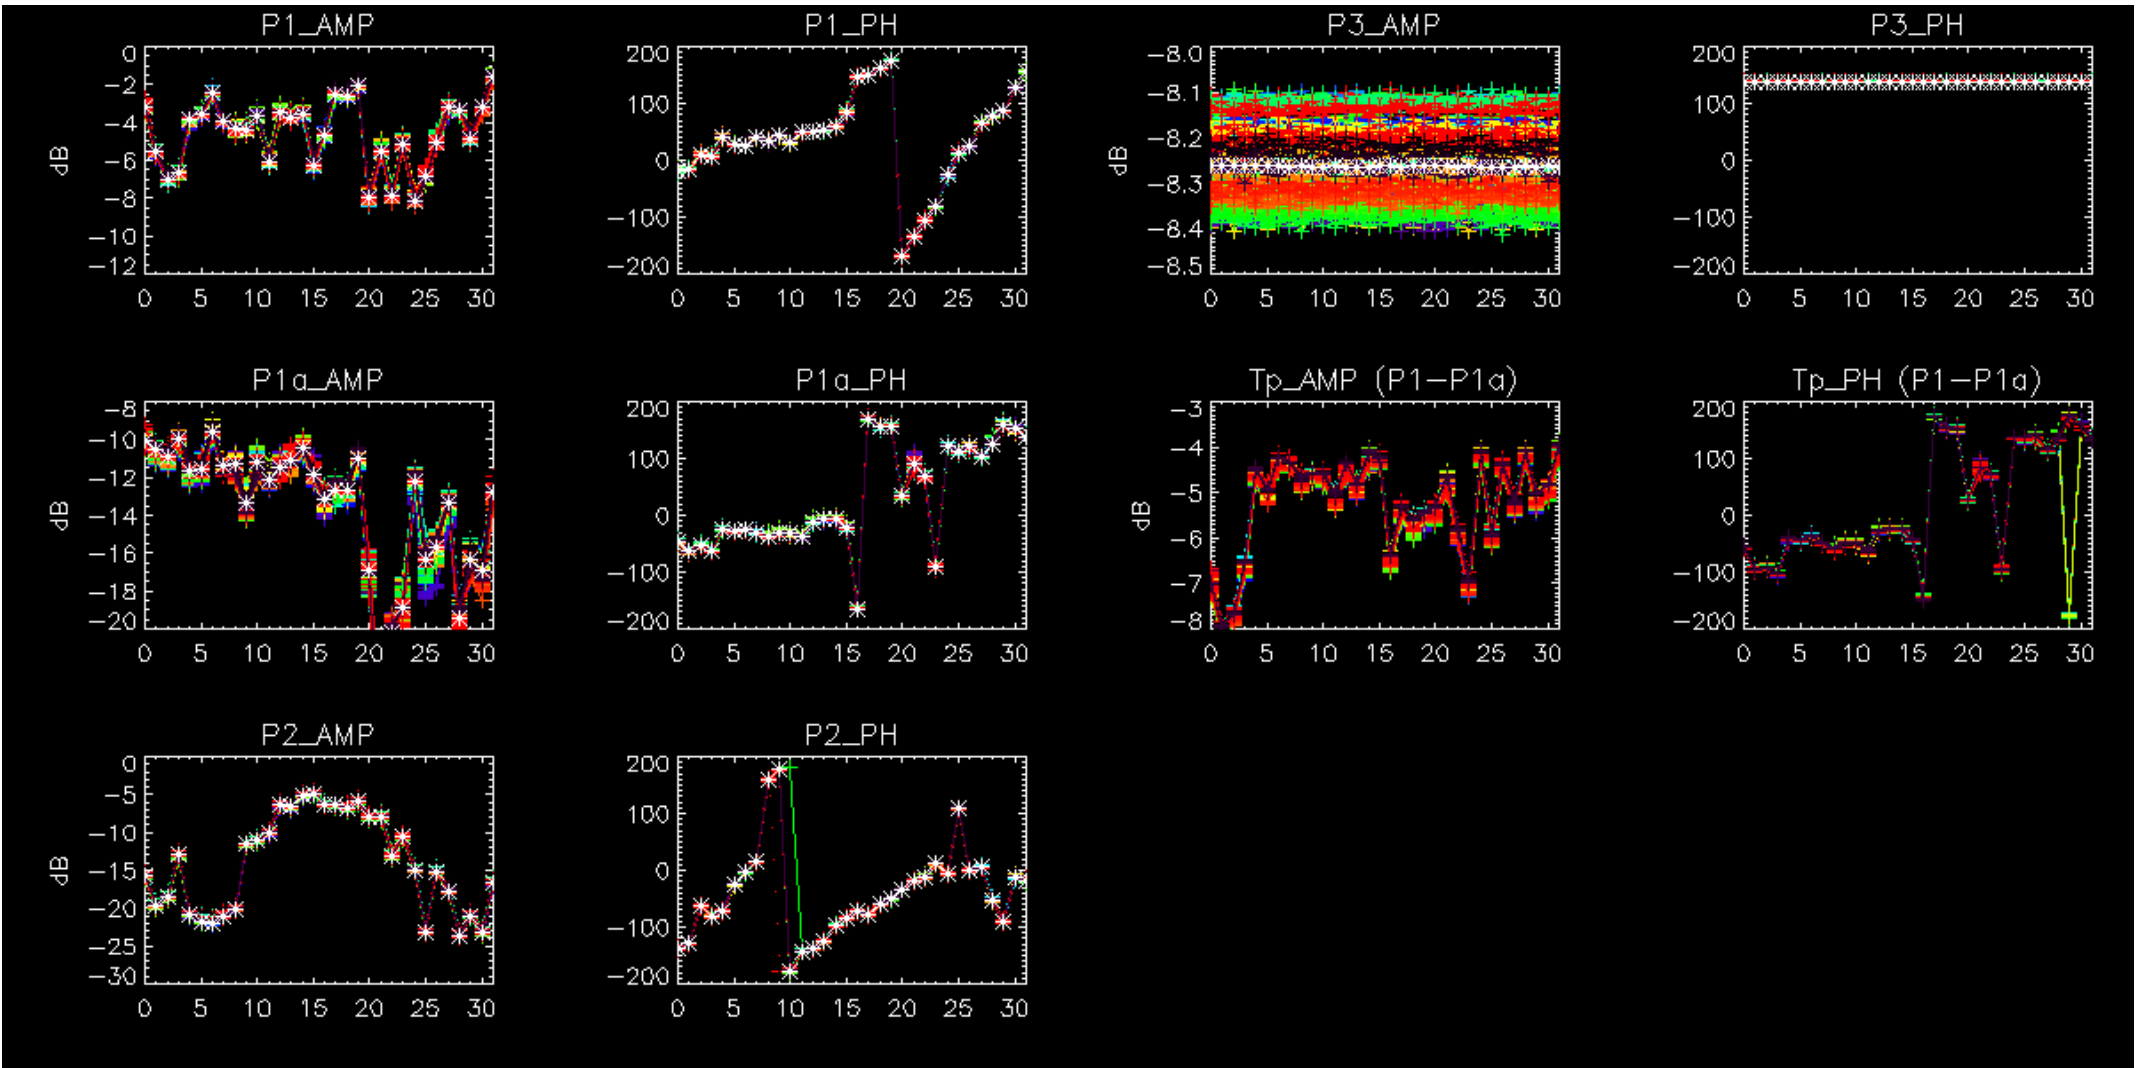 P1_AMP
0
−2
−4
−6
−8
−10
−12
dB
0 5 10 15 20 25 30
P1_PH
200
100
0
−100
−200
0 5 10 15 20 25 30
P3_AMP
−8.0
−8.1
−8.2
−8.3
−8.4
−8.5
dB
0 5 10 15 20 25 30
P3_PH
200
100
0
−100
−200
0 5 10 15 20 25 30
P1a_AMP
−8
−10
−12
−14
−16
−18
−20
dB
0 5 10 15 20 25 30
P1a_PH
200
100
0
−100
−200
0 5 10 15 20 25 30
Tp_AMP (P1−P1a)
−3
−4
−5
−6
−7
−8
dB
0 5 10 15 20 25 30
Tp_PH (P1−P1a)
200
100
0
−100
−200
0 5 10 15 20 25 30
P2_AMP
0
−5
−10
−15
−20
−25
−30
dB
0 5 10 15 20 25 30
P2_PH
200
100
0
−100
−200
0 5 10 15 20 25 30